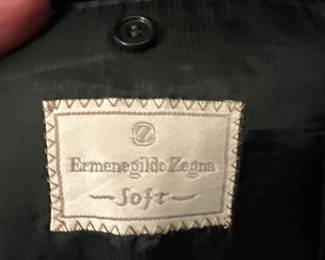 Z
Ermenegildo Zegna
Soft